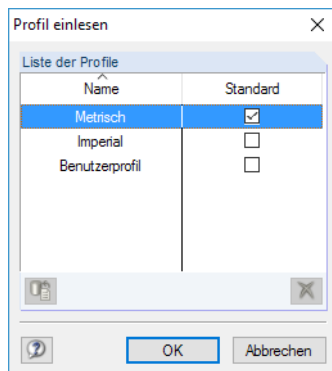 Profil einlesen
Liste der Profile
Name Standard
Metrisch
Imperial
Benutzerprofil
OK Abbrechen